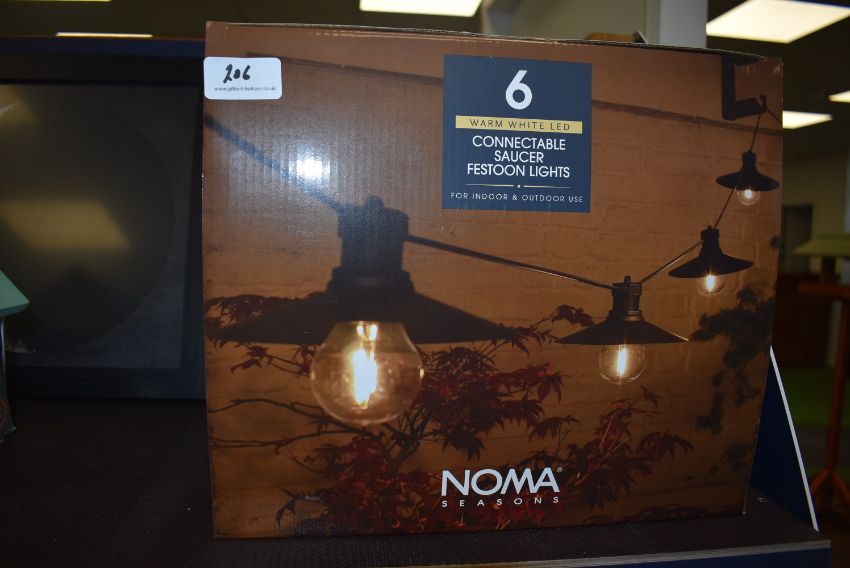 206
www.gilbert-baitson.co.uk
6
WARM WHITE LED
CONNECTABLE
SAUCER
FESTOON LIGHTS
FOR INDOOR & OUTDOOR USE
NOMA®
SEASONS